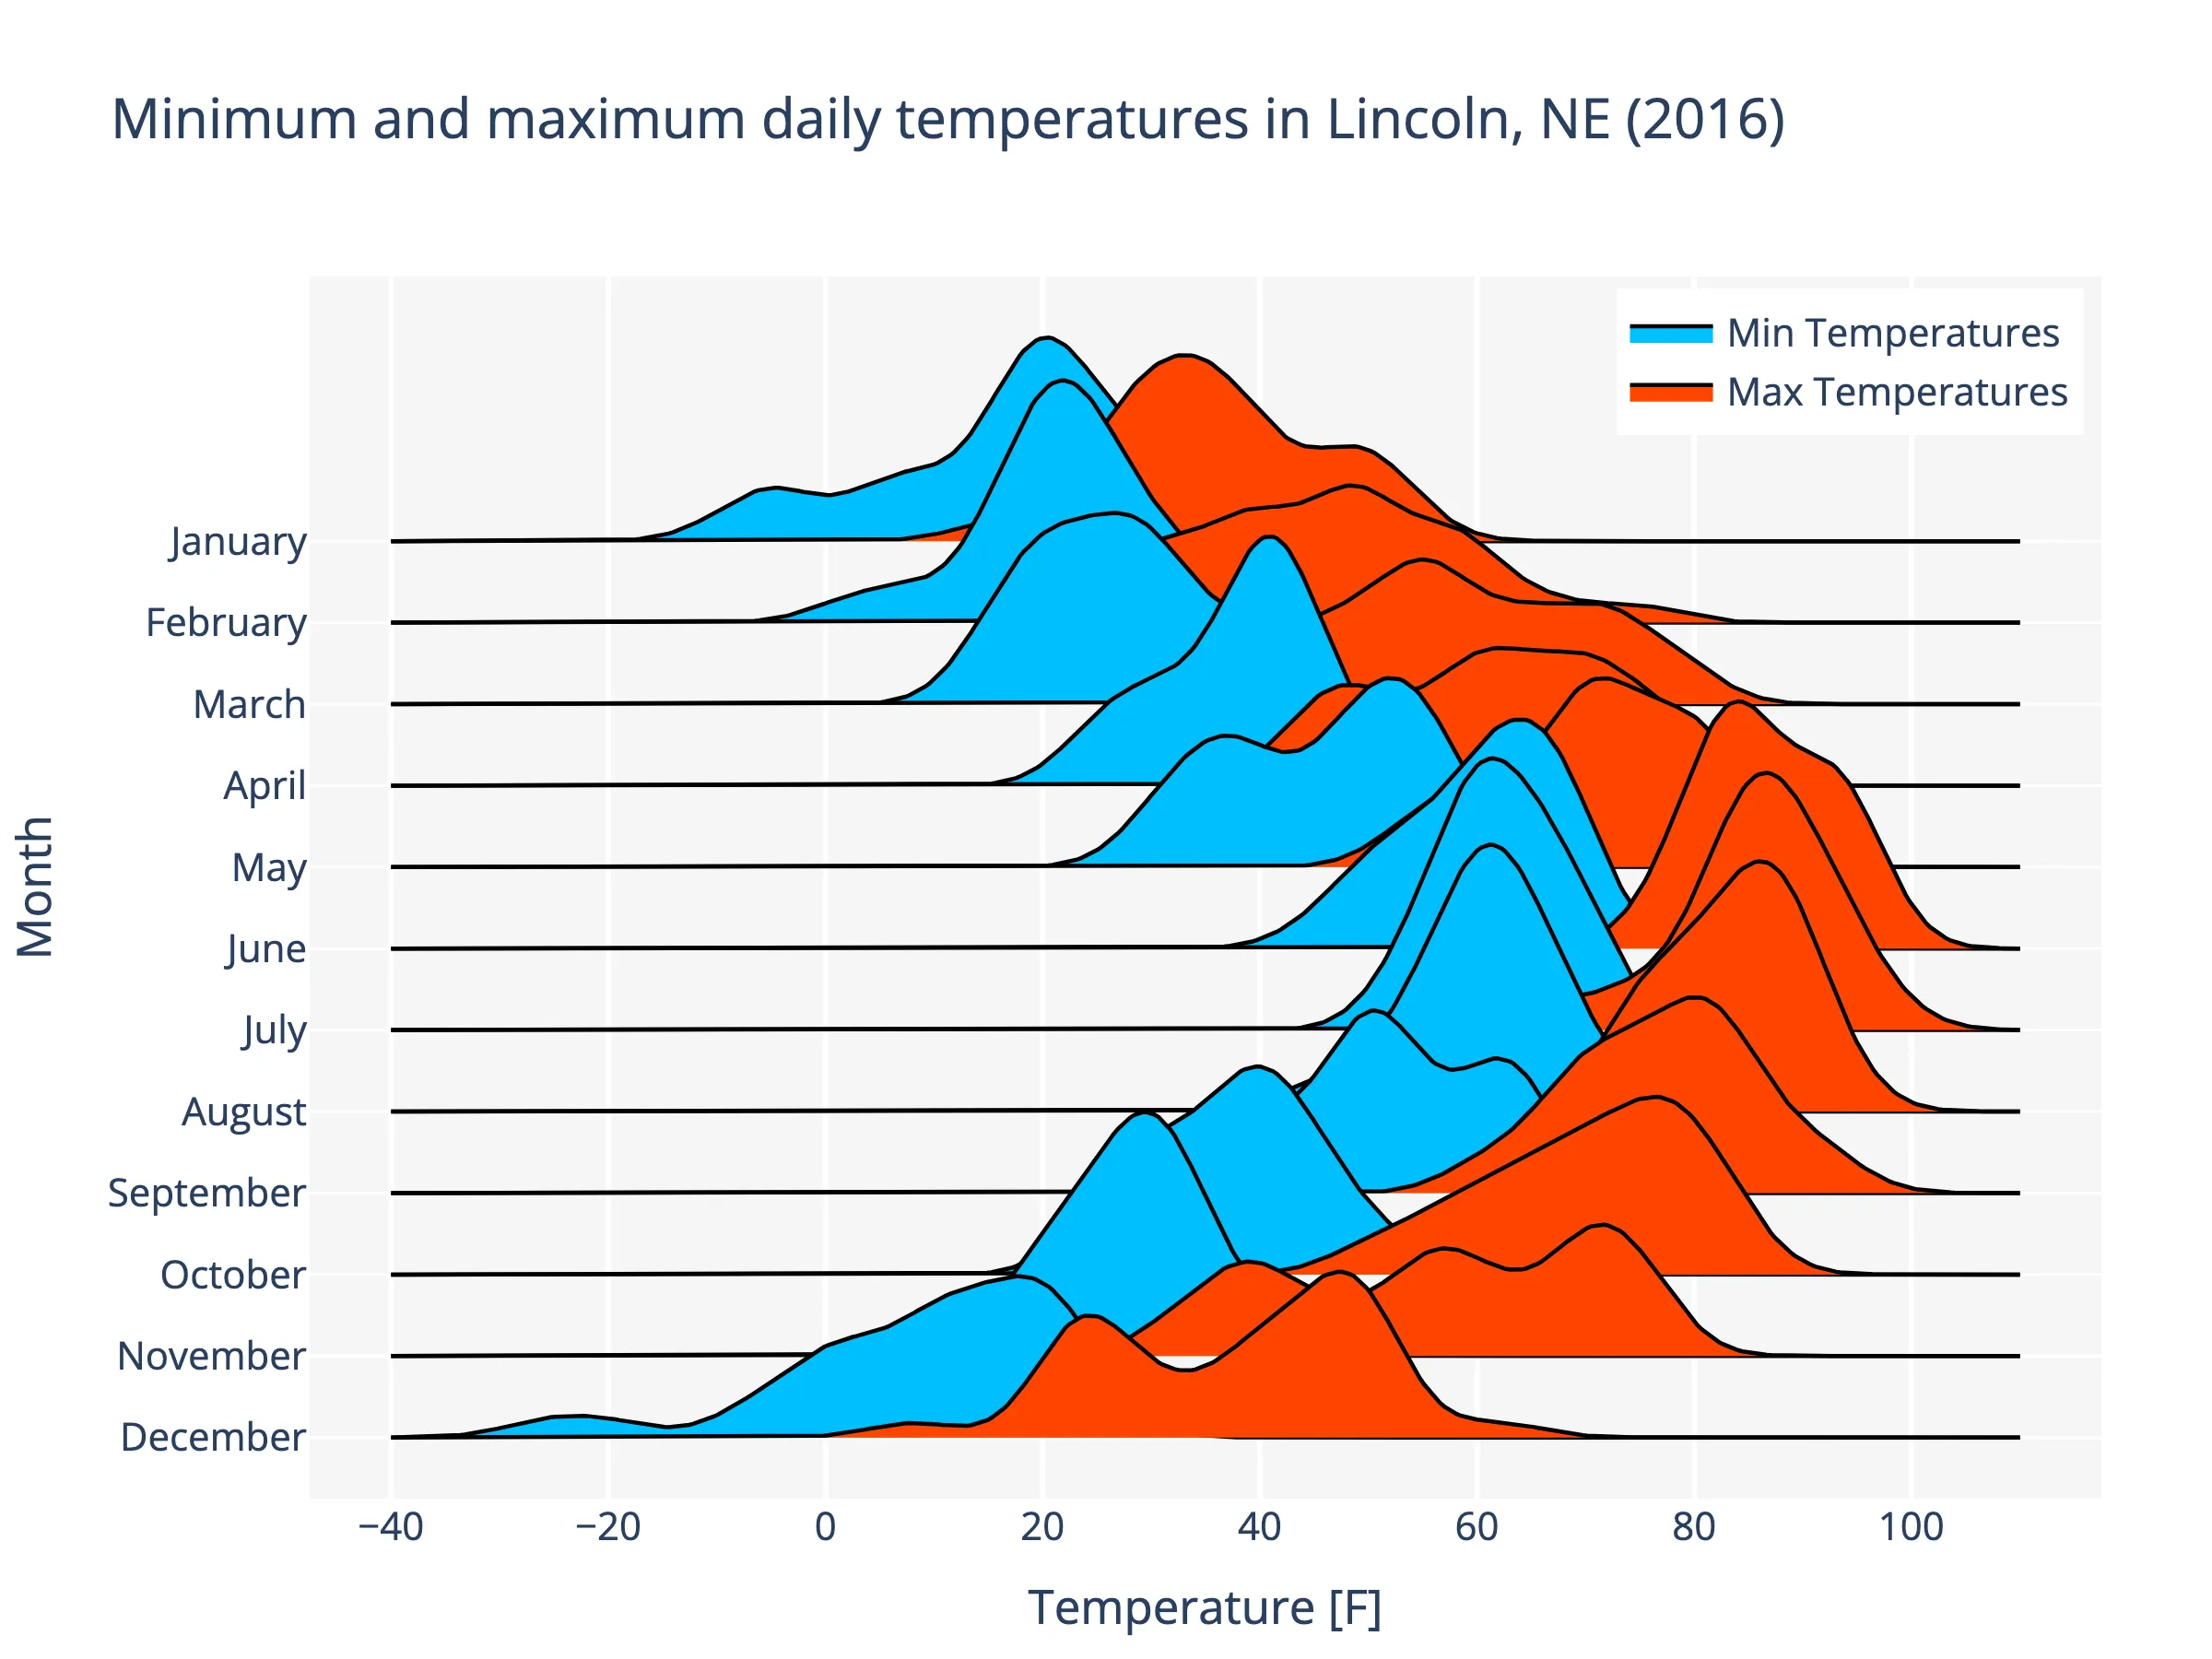 Minimum and maximum daily temperatures in Lincoln, NE (2016)
Min Temperatures
Max Temperatures
January
February
March
April
May
June
July
August
September
October
November
December
Month
−40 −20 0 20 40 60 80 100
Temperature [F]